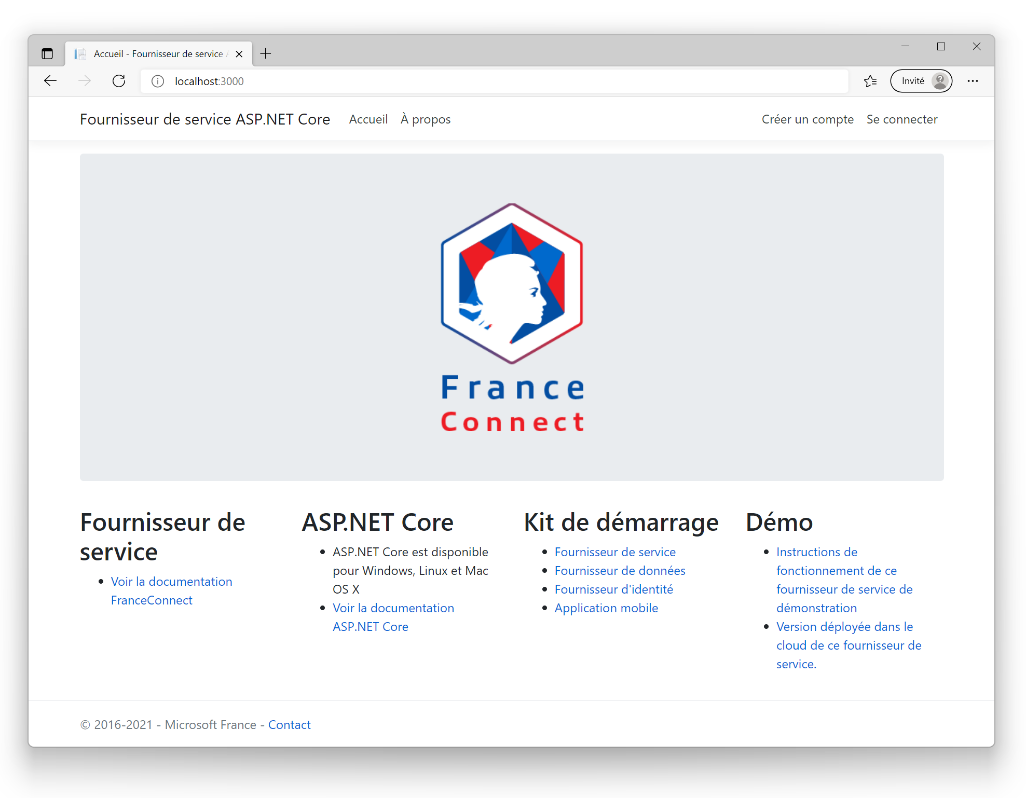 Accueil - Fournisseur de service
localhost:3000
Invité
Fournisseur de service ASP.NET Core
Accueil
À propos
Créer un compte
Se connecter
France
Connect
Fournisseur de
service
Voir la documentation
FranceConnect
ASP.NET Core
ASP.NET Core est disponible
pour Windows, Linux et Mac
OS X
Voir la documentation
ASP.NET Core
Kit de démarrage
Fournisseur de service
Fournisseur de données
Fournisseur d'identité
Application mobile
Démo
Instructions de
fonctionnement de ce
fournisseur de service de
démonstration
Version déployée dans le
cloud de ce fournisseur de
service.
© 2016-2021 - Microsoft France - Contact